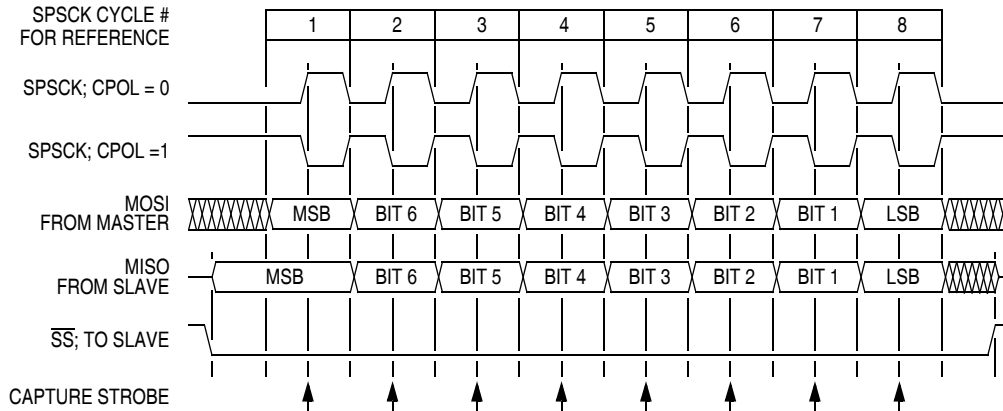 SPSCK CYCLE #
FOR REFERENCE
1 2 3 4 5 6 7 8
SPSCK; CPOL = 0
SPSCK; CPOL =1
MOSI
FROM MASTER
MSB BIT 6 BIT 5 BIT 4 BIT 3 BIT 2 BIT 1 LSB
MISO
FROM SLAVE
MSB BIT 6 BIT 5 BIT 4 BIT 3 BIT 2 BIT 1 LSB
S̅S̅; TO SLAVE
CAPTURE STROBE